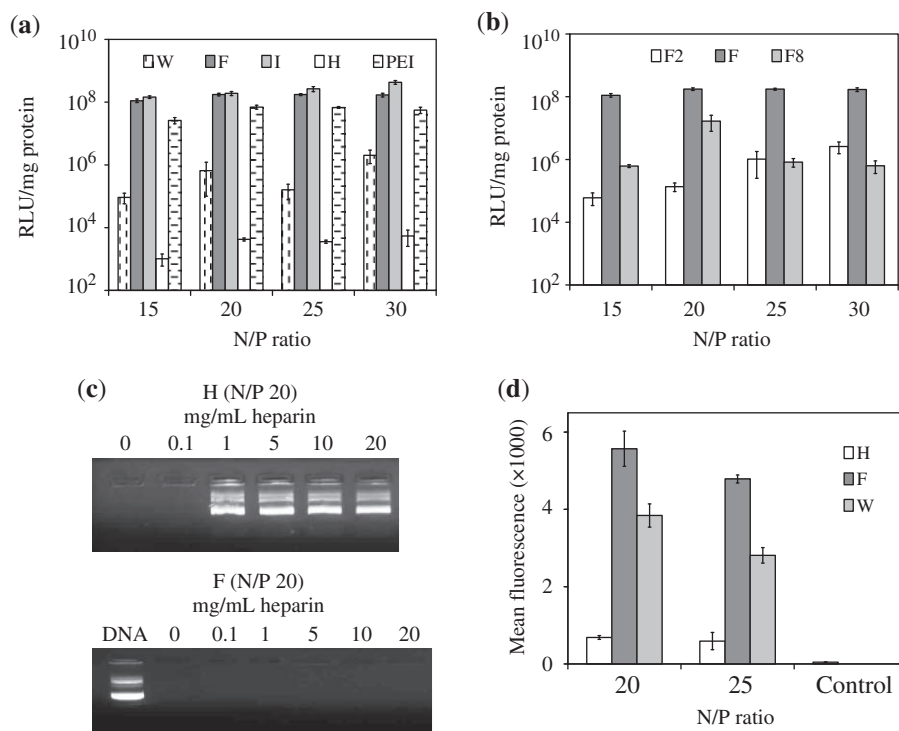 (a)
10^10
10^8
10^6
10^4
10^2
RLU/mg protein
W F I H PEI
15 20 25 30
N/P ratio
(b)
10^10
10^8
10^6
10^4
10^2
RLU/mg protein
F2 F F8
15 20 25 30
N/P ratio
(c)
H (N/P 20)
mg/mL heparin
0 0.1 1 5 10 20
F (N/P 20)
mg/mL heparin
DNA 0 0.1 1 5 10 20
(d)
Mean fluorescence (×1000)
6
4
2
0
H
F
W
20 25 Control
N/P ratio